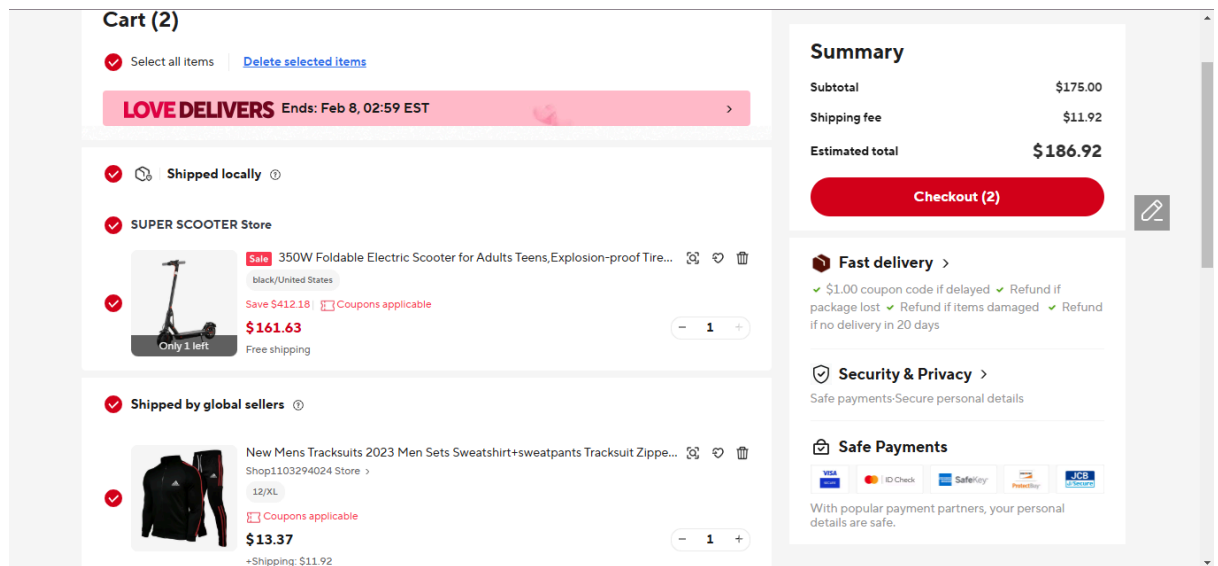 Cart (2)
Select all items
Delete selected items
LOVE DELIVERS Ends: Feb 8, 02:59 EST
Shipped locally
SUPER SCOOTER Store
Only 1 left
Sale 350W Foldable Electric Scooter for Adults Teens,Explosion-proof Tire...
black/United States
Save $412.18 Coupons applicable
$161.63
- 1 +
Free shipping
Shipped by global sellers
New Mens Tracksuits 2023 Men Sets Sweatshirt+sweatpants Tracksuit Zippe...
Shop1103294024 Store >
12/XL
Coupons applicable
$13.37
- 1 +
+Shipping: $11.92
Summary
Subtotal $175.00
Shipping fee $11.92
Estimated total $186.92
Checkout (2)
Fast delivery >
$1.00 coupon code if delayed Refund if
package lost Refund if items damaged Refund
if no delivery in 20 days
Security & Privacy >
Safe payments·Secure personal details
Safe Payments
VISA
ID Check
SafeKey
ProtectBuy
JCB
J/Secure
With popular payment partners, your personal
details are safe.